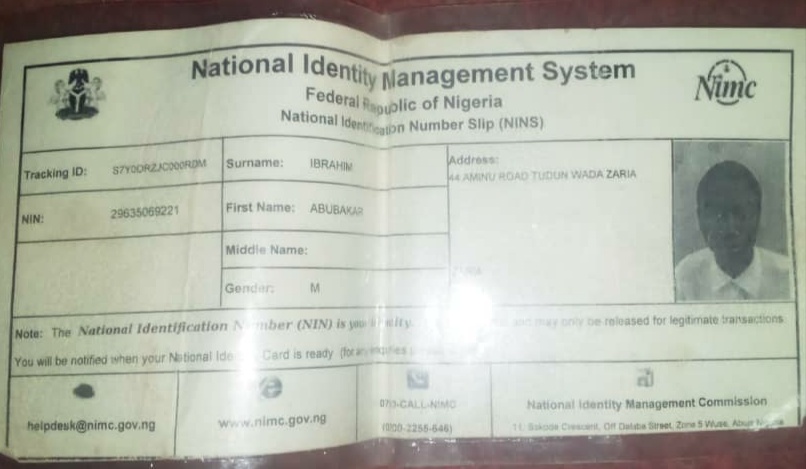 National Identity Management System
Federal Republic of Nigeria
National Identification Number Slip (NINS)
Nimc
Tracking ID: S7Y0DRZJC000RDM
Surname: IBRAHIM
Address:
44 AMINU ROAD TUDUN WADA ZARIA
NIN: 29635069221
First Name: ABUBAKAR
Middle Name:
ZARIA
Gender: M
Note: The National Identification Number (NIN) is your identity. and may only be released for legitimate transactions.
You will be notified when your National Identity Card is ready (for any enquiries
helpdesk@nimc.gov.ng
www.nimc.gov.ng
0700-CALL-NIMC
(0700-2255-646)
National Identity Management Commission
11, Sokode Crescent, Off Dalaba Street, Zone 5 Wuse, Abuja Nigeria